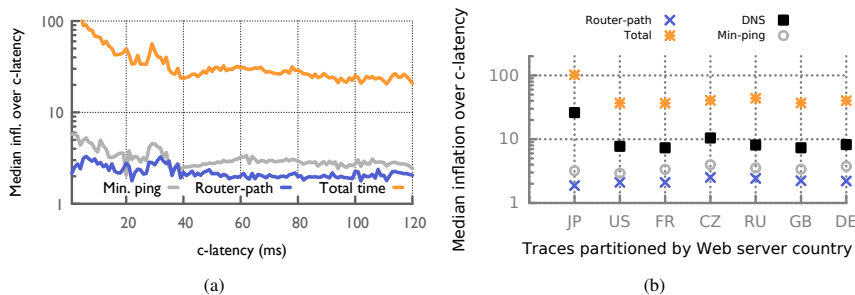 Median infl. over c-latency
100
10
1
Min. ping
Router-path
Total time
20
40
60
80
100
120
c-latency (ms)
(a)
Router-path
DNS
Total
Min-ping
Median inflation over c-latency
100
10
1
JP
US
FR
CZ
RU
GB
DE
Traces partitioned by Web server country
(b)